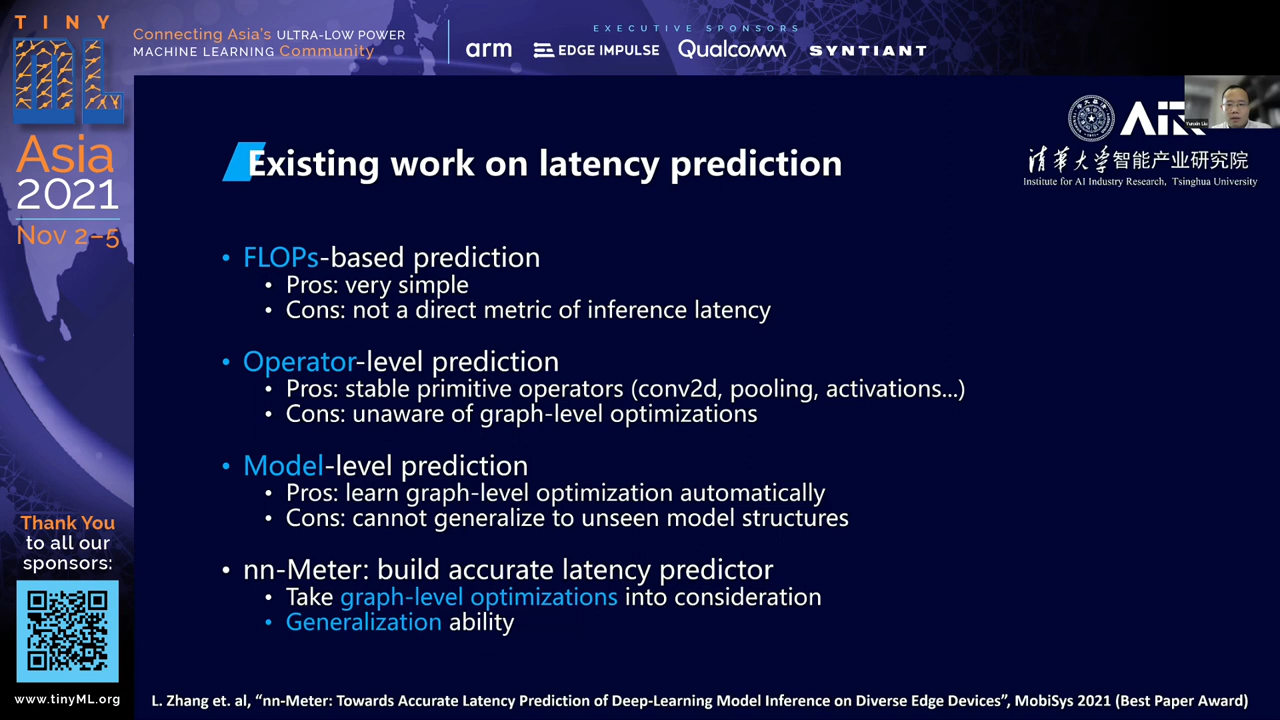 TINY
ML
Asia
2021
Nov 2–5
Connecting Asia's ULTRA-LOW POWER
MACHINE LEARNING Community
EXECUTIVE SPONSORS
arm
EDGE IMPULSE
Qualcomm
SYNTIANT
Yunxin Liu
AIR
清华大学智能产业研究院
Institute for AI Industry Research, Tsinghua University
Existing work on latency prediction
• FLOPs-based prediction
• Pros: very simple
• Cons: not a direct metric of inference latency
• Operator-level prediction
• Pros: stable primitive operators (conv2d, pooling, activations...)
• Cons: unaware of graph-level optimizations
• Model-level prediction
• Pros: learn graph-level optimization automatically
• Cons: cannot generalize to unseen model structures
• nn-Meter: build accurate latency predictor
• Take graph-level optimizations into consideration
• Generalization ability
Thank You
to all our
sponsors:
www.tinyML.org
L. Zhang et. al, “nn-Meter: Towards Accurate Latency Prediction of Deep-Learning Model Inference on Diverse Edge Devices”, MobiSys 2021 (Best Paper Award)